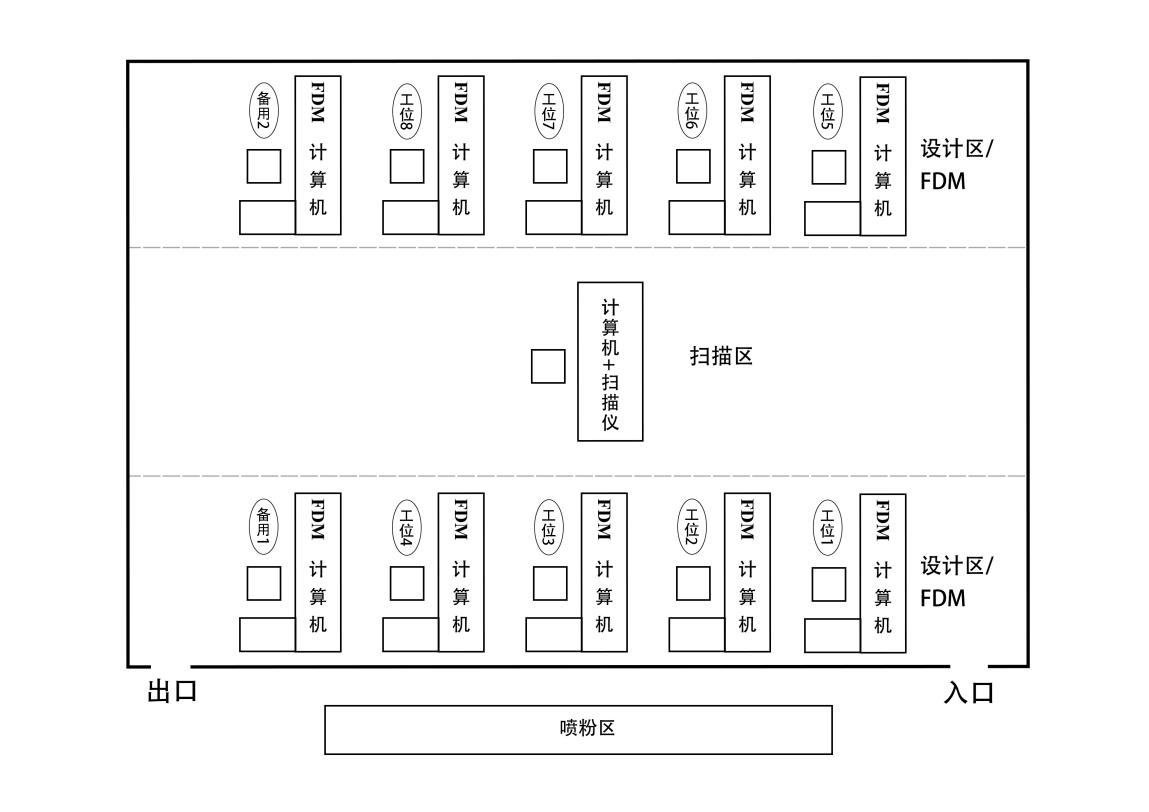 备用2
FDM 计算机
工位8
FDM 计算机
工位7
FDM 计算机
工位6
FDM 计算机
工位5
FDM 计算机
设计区/
FDM
计算机+扫描仪
扫描区
备用1
FDM 计算机
工位4
FDM 计算机
工位3
FDM 计算机
工位2
FDM 计算机
工位1
FDM 计算机
设计区/
FDM
出口
入口
喷粉区